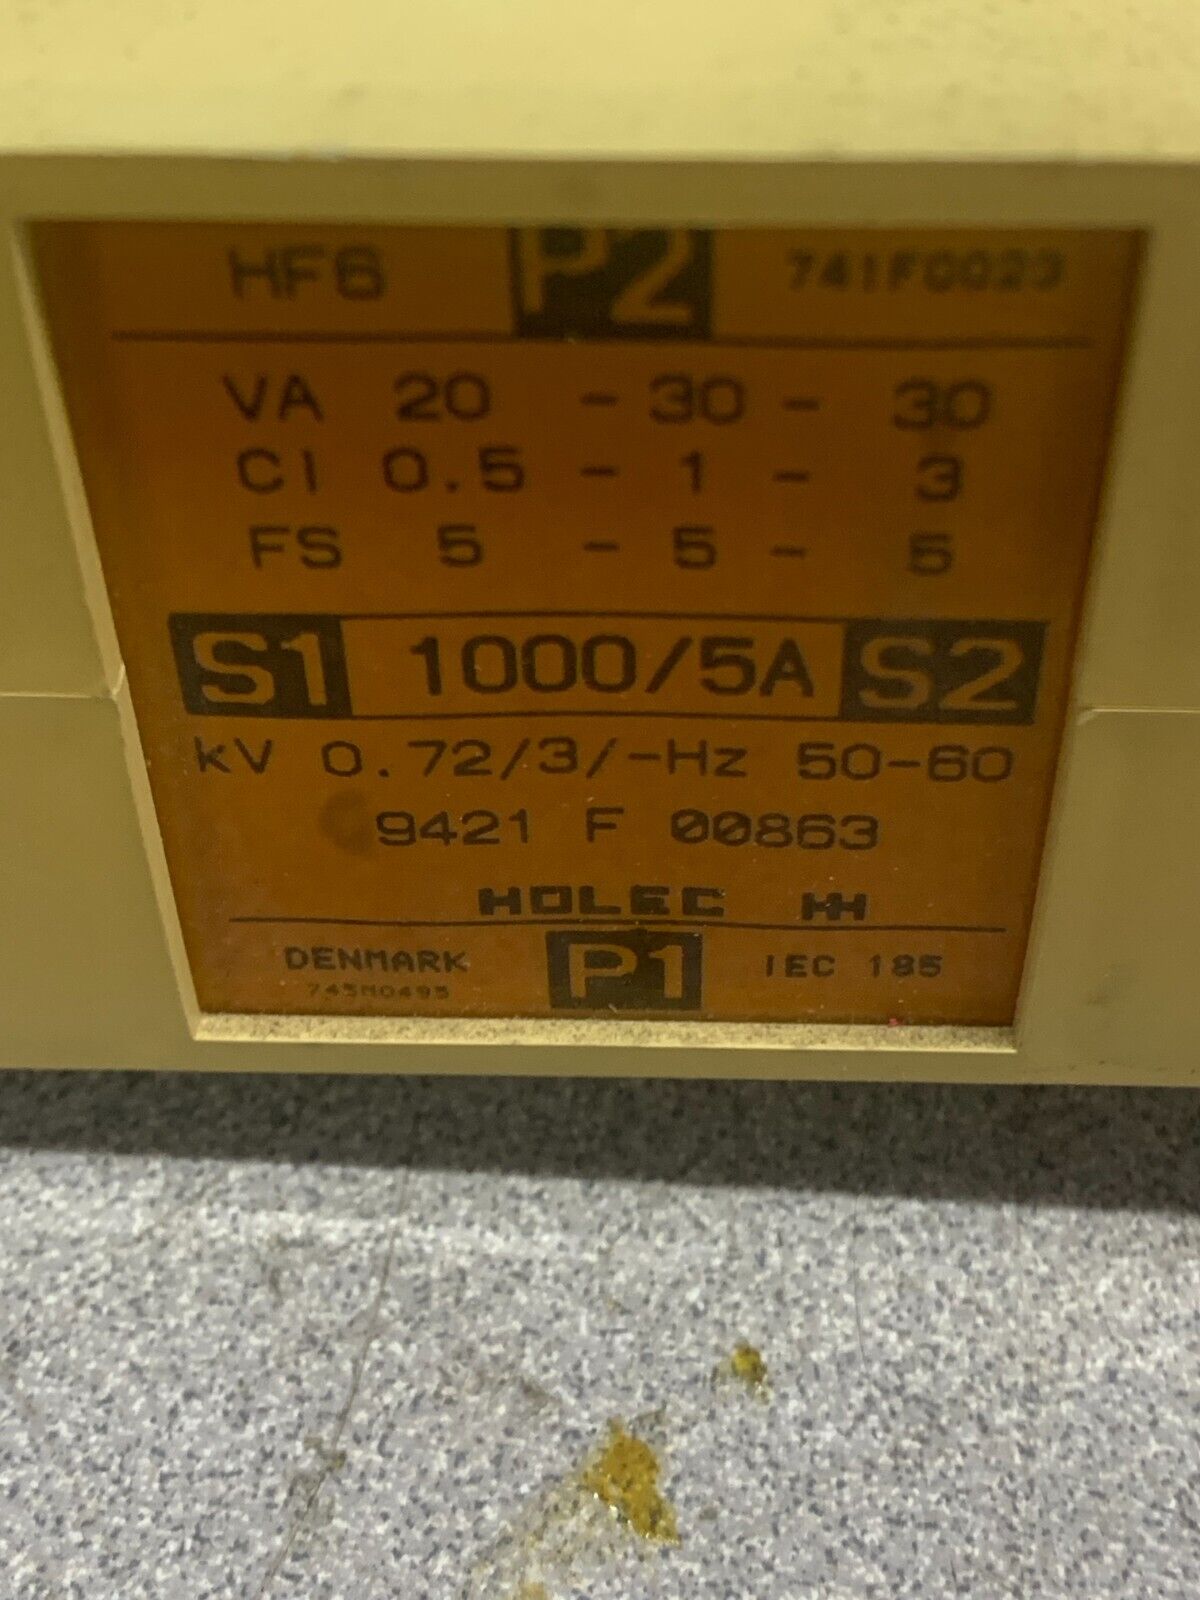 HF6 P2 741F0023
VA 20 - 30 - 30
Cl 0.5 - 1 - 3
FS 5 - 5 - 5
S1 1000/5A S2
kV 0.72/3/-Hz 50-60
9421 F 00863
HOLEC HH
DENMARK P1 IEC 185
745M0495